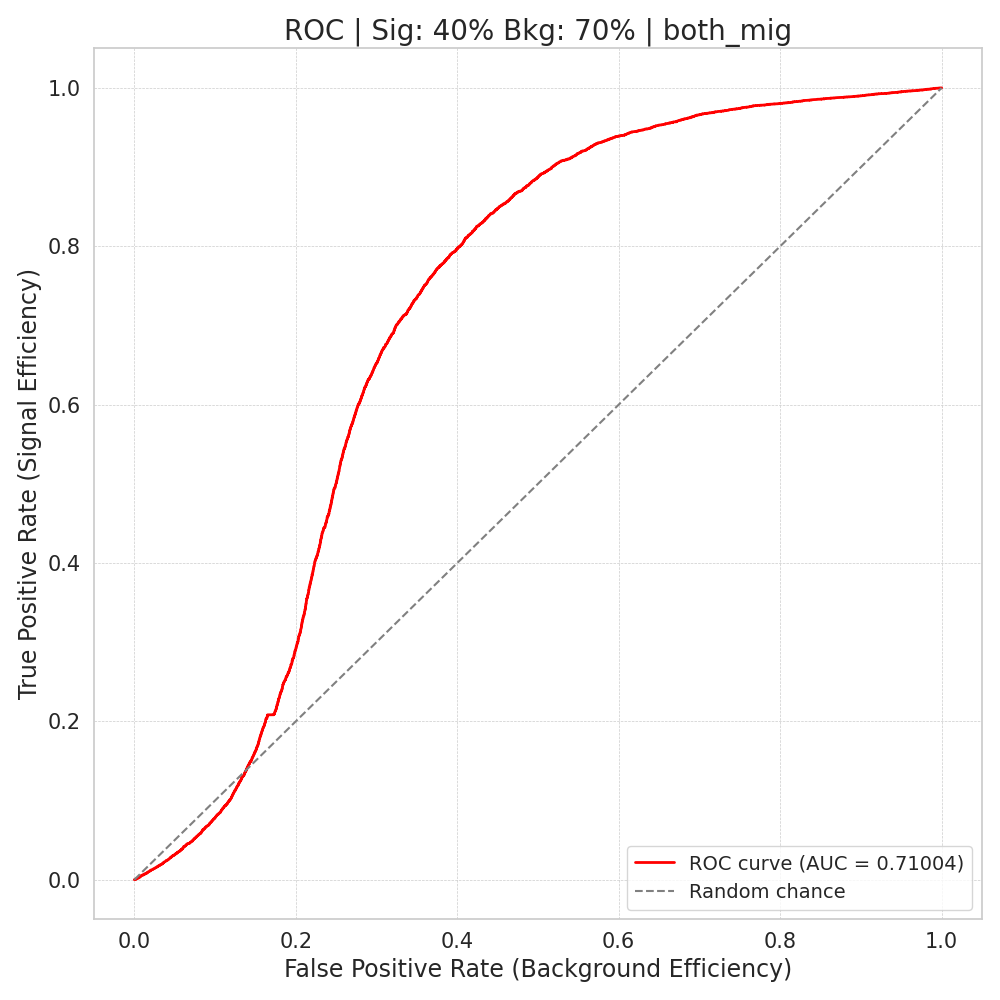 ROC | Sig: 40% Bkg: 70% | both_mig
True Positive Rate (Signal Efficiency)
1.0
0.8
0.6
0.4
0.2
0.0
ROC curve (AUC = 0.71004)
Random chance
0.0 0.2 0.4 0.6 0.8 1.0
False Positive Rate (Background Efficiency)